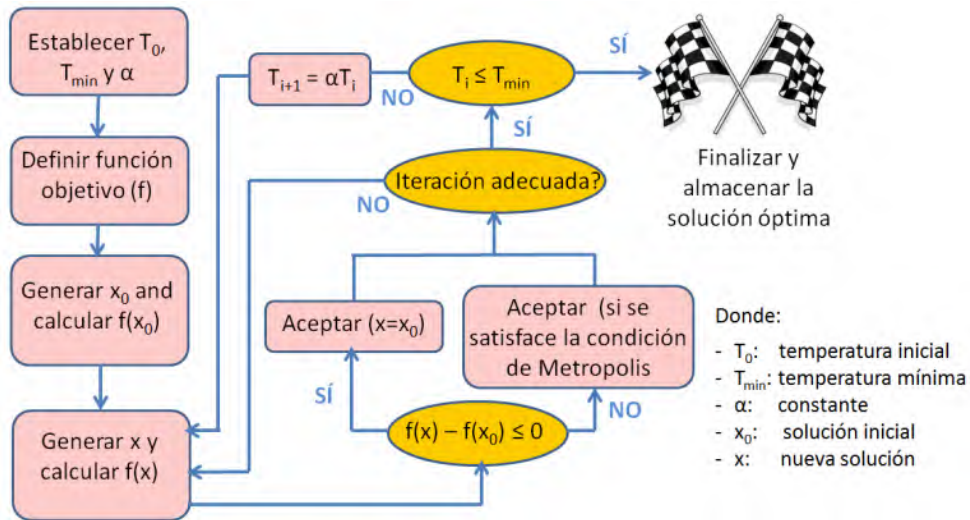 Establecer T₀,
Tmin y α
Definir función
objetivo (f)
Generar x₀ and
calcular f(x₀)
Generar x y
calcular f(x)
Tᵢ₊₁ = αTᵢ
NO
Tᵢ ≤ Tmin
SÍ
SÍ
Iteración adecuada?
NO
Aceptar (x=x₀)
Aceptar (si se
satisface la condición
de Metropolis
SÍ
f(x) – f(x₀) ≤ 0
NO
Finalizar y
almacenar la
solución óptima
Donde:
- T₀: temperatura inicial
- Tmin: temperatura mínima
- α: constante
- x₀: solución inicial
- x: nueva solución